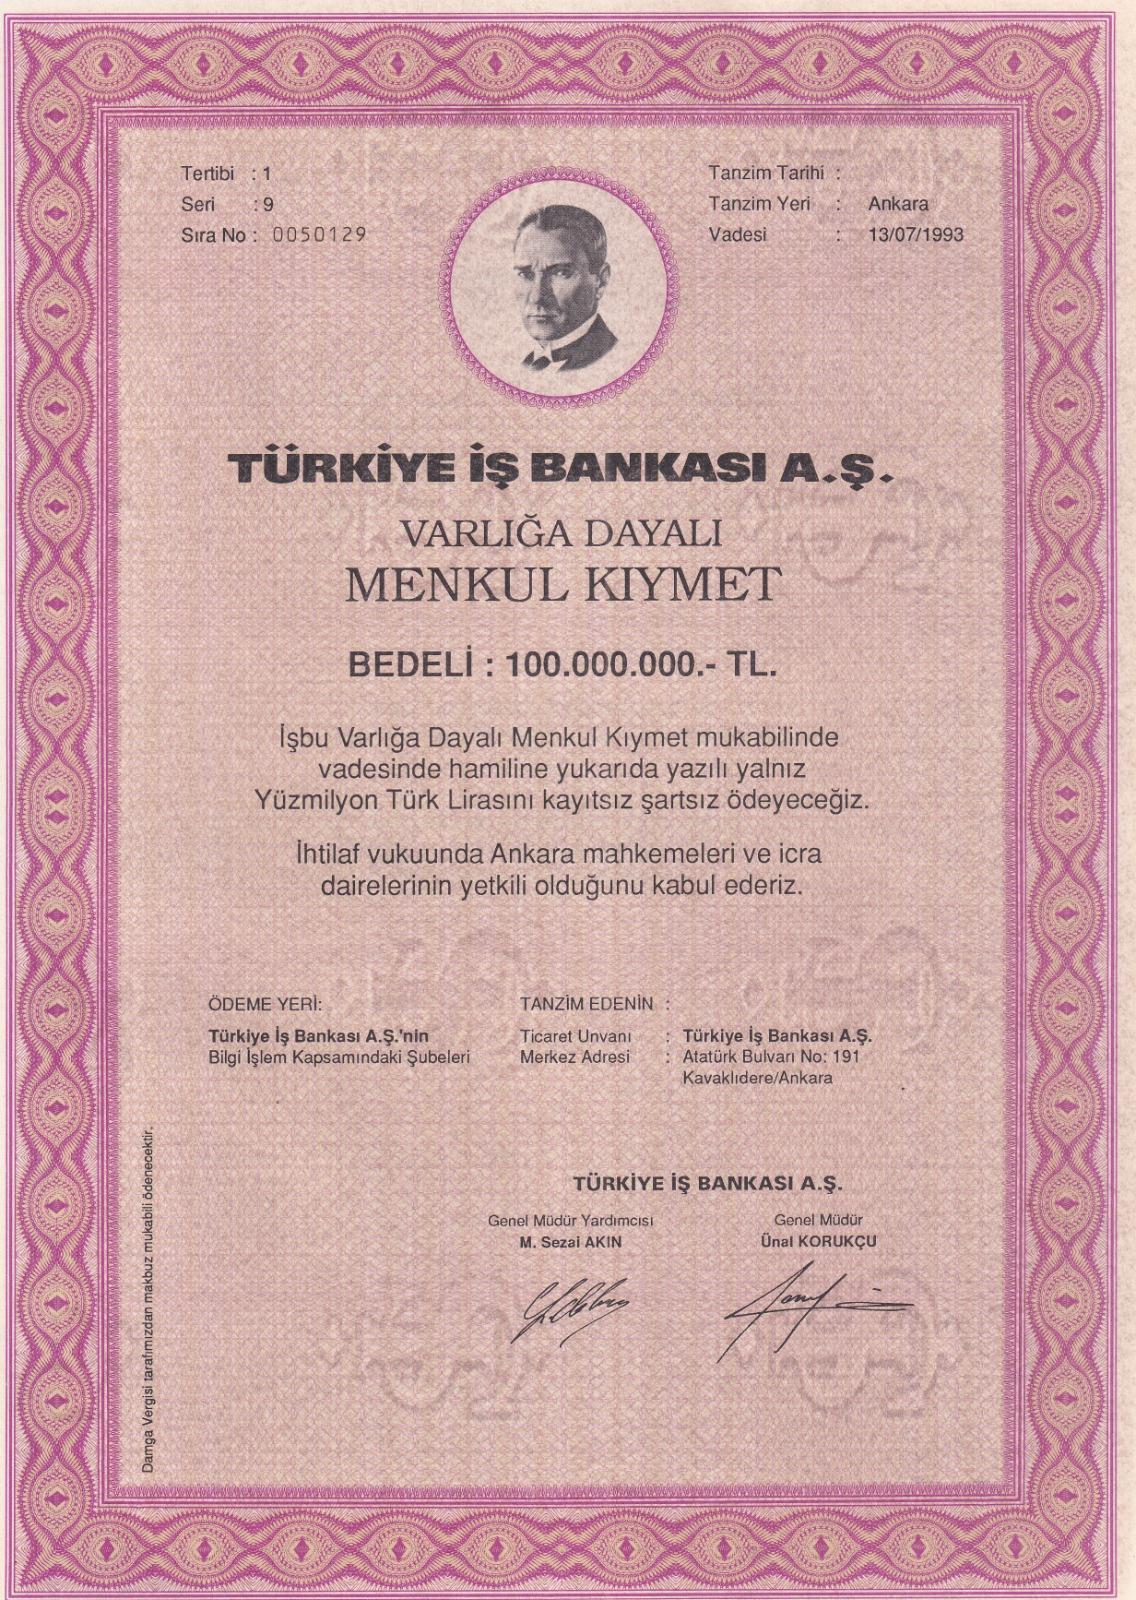 Tertibi : 1
Seri : 9
Sıra No : 0050129
Tanzim Tarihi :
Tanzim Yeri : Ankara
Vadesi : 13/07/1993
TÜRKİYE İŞ BANKASI A.Ş.
VARLIĞA DAYALI
MENKUL KIYMET
BEDELİ : 100.000.000.- TL.
İşbu Varlığa Dayalı Menkul Kıymet mukabilinde
vadesinde hamiline yukarıda yazılı yalnız
Yüzmilyon Türk Lirasını kayıtsız şartsız ödeyeceğiz.
İhtilaf vukuunda Ankara mahkemeleri ve icra
dairelerinin yetkili olduğunu kabul ederiz.
ÖDEME YERİ:
Türkiye İş Bankası A.Ş.'nin
Bilgi İşlem Kapsamındaki Şubeleri
TANZİM EDENİN :
Ticaret Unvanı : Türkiye İş Bankası A.Ş.
Merkez Adresi : Atatürk Bulvarı No: 191
Kavaklıdere/Ankara
TÜRKİYE İŞ BANKASI A.Ş.
Genel Müdür Yardımcısı
M. Sezai AKIN
Genel Müdür
Ünal KORUKÇU
Damga Vergisi tarafımızdan makbuz mukabili ödenecektir.